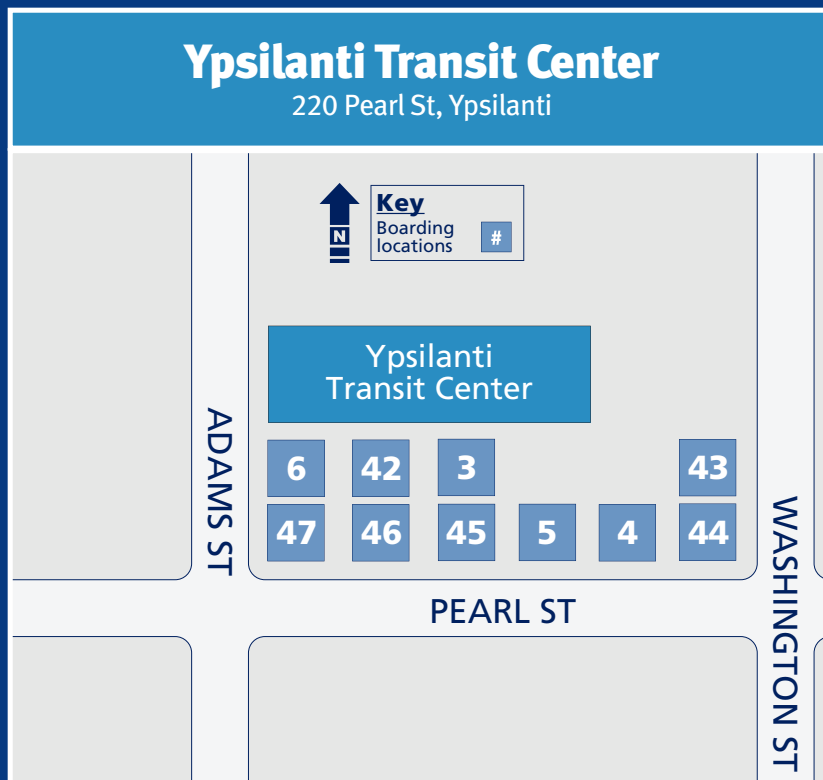 Ypsilanti Transit Center
220 Pearl St, Ypsilanti
N
Key
Boarding
locations
#
Ypsilanti
Transit Center
ADAMS ST
6 42 3 43
47 46 45 5 4 44
PEARL ST
WASHINGTON ST